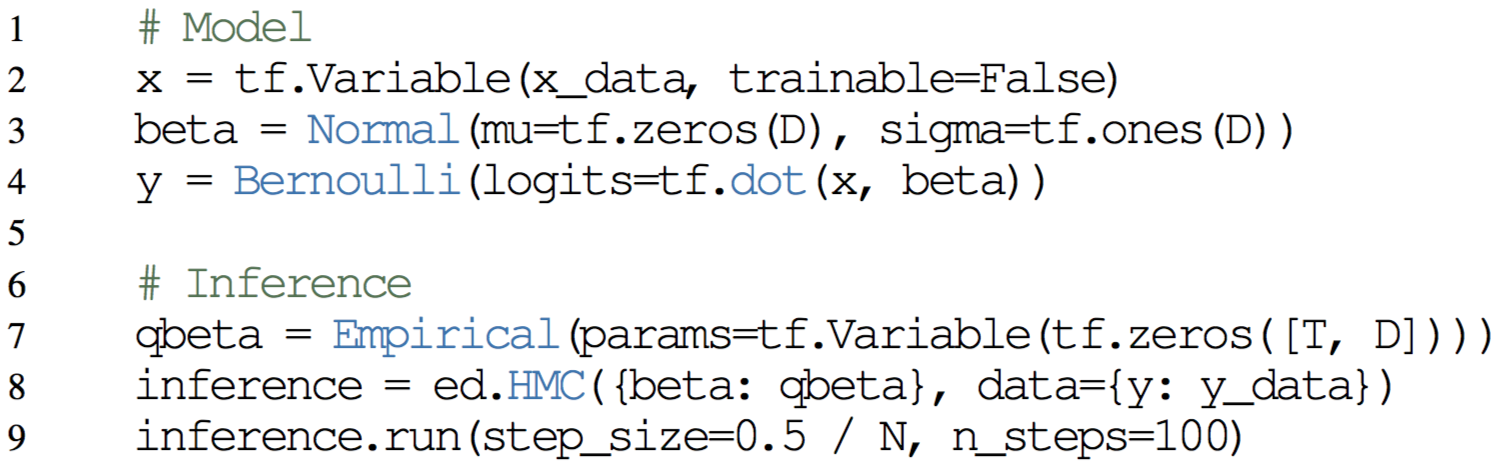 1 # Model
2 x = tf.Variable(x_data, trainable=False)
3 beta = Normal(mu=tf.zeros(D), sigma=tf.ones(D))
4 y = Bernoulli(logits=tf.dot(x, beta))
5
6 # Inference
7 qbeta = Empirical(params=tf.Variable(tf.zeros([T, D])))
8 inference = ed.HMC({beta: qbeta}, data={y: y_data})
9 inference.run(step_size=0.5 / N, n_steps=100)